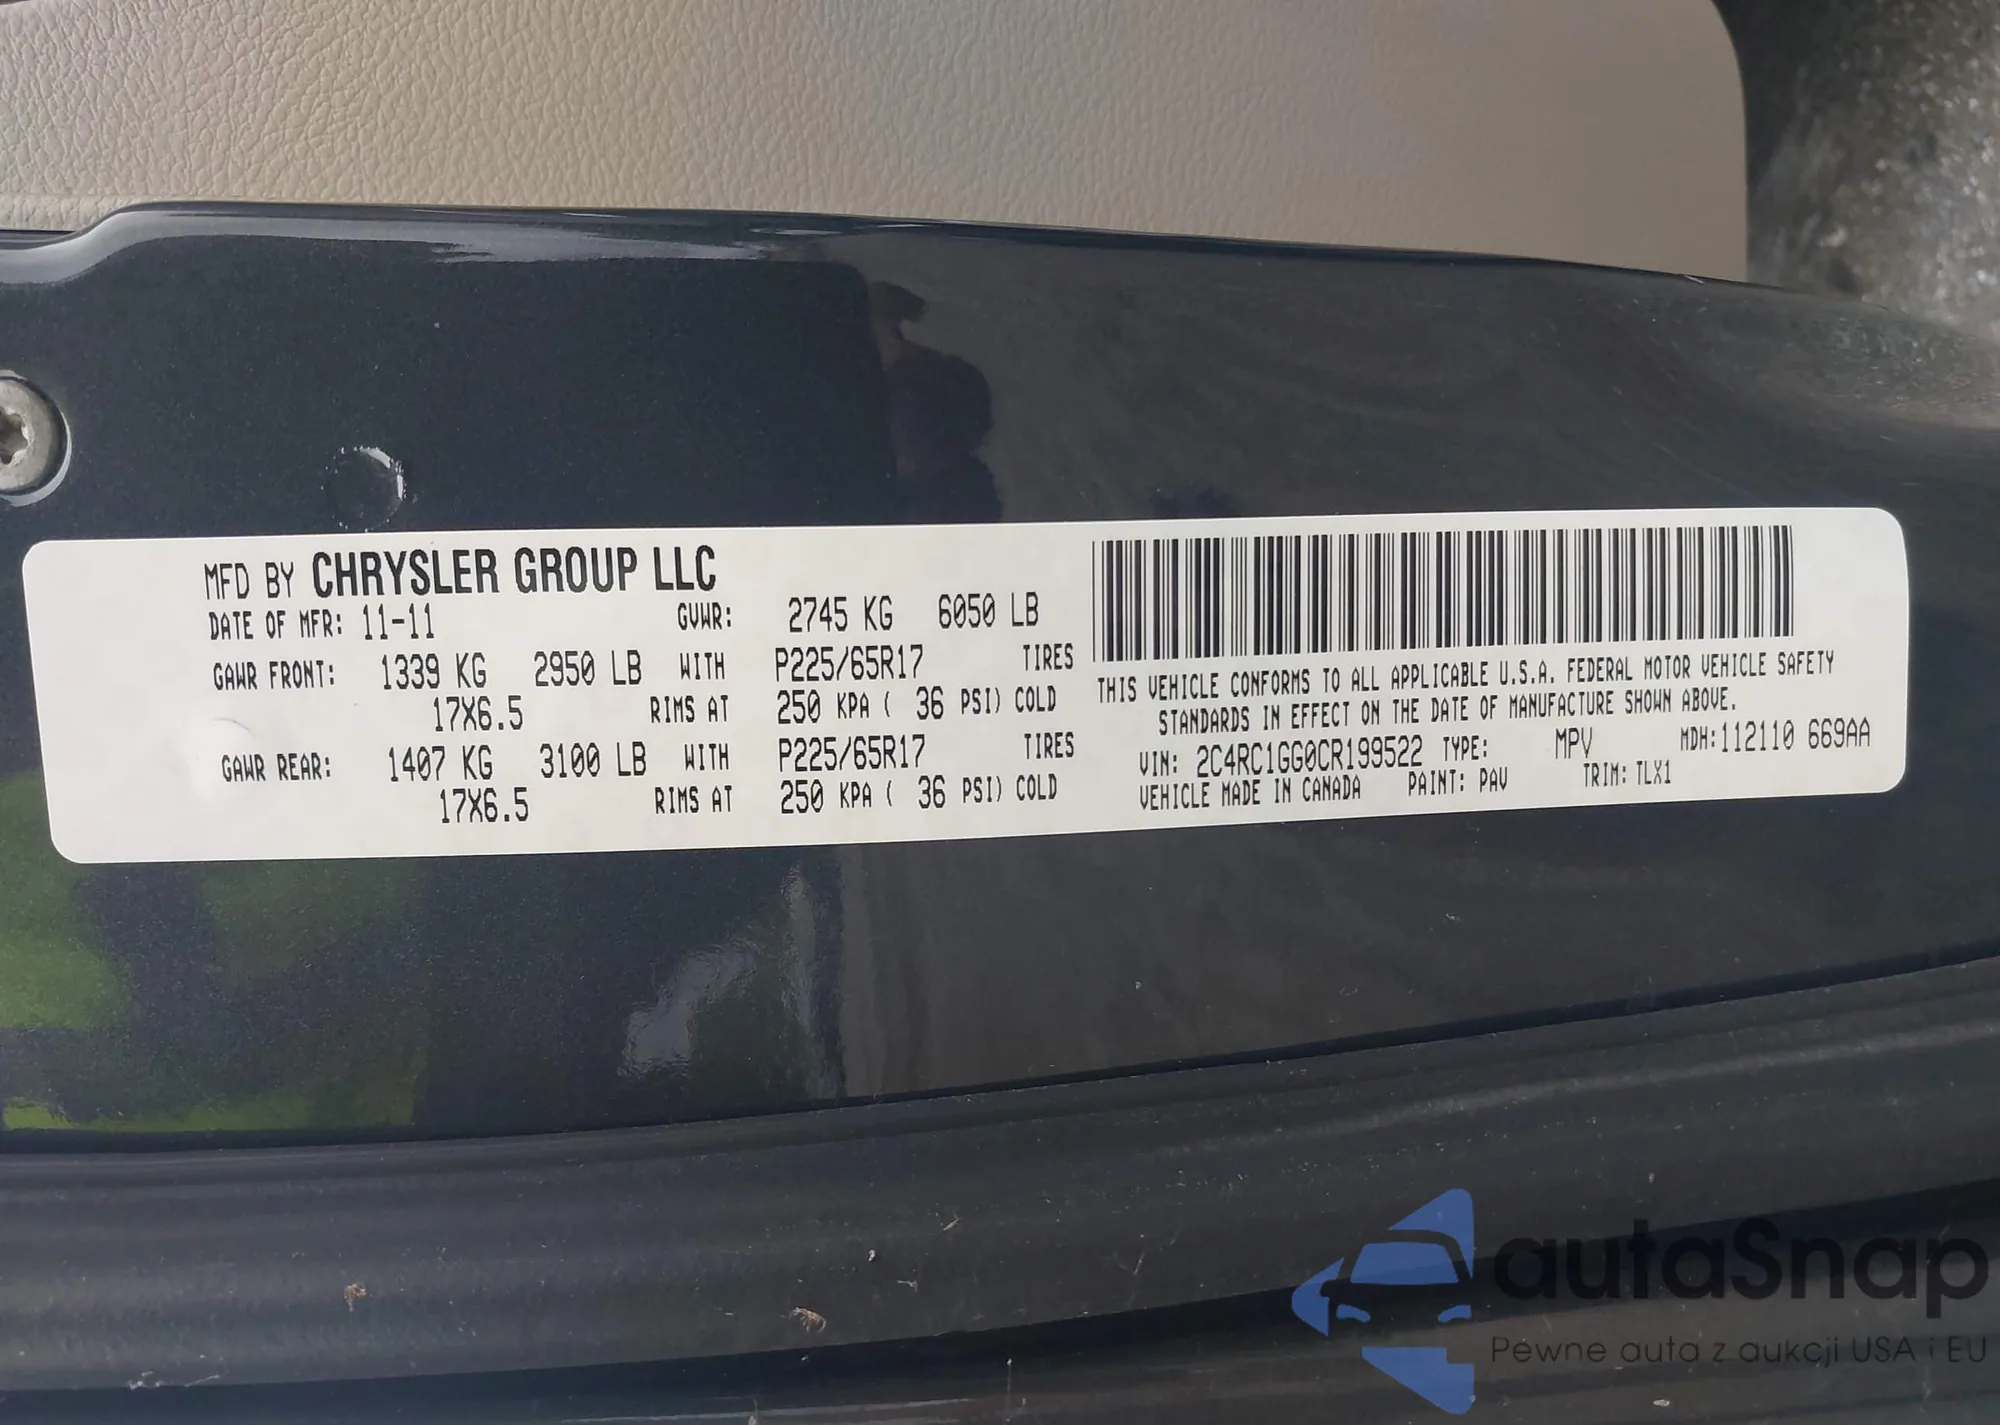 MFD BY CHRYSLER GROUP LLC
DATE OF MFR: 11-11 GVWR: 2745 KG 6050 LB
GAWR FRONT: 1339 KG 2950 LB WITH P225/65R17 TIRES
17X6.5 RIMS AT 250 KPA ( 36 PSI) COLD
GAWR REAR: 1407 KG 3100 LB WITH P225/65R17 TIRES
17X6.5 RIMS AT 250 KPA ( 36 PSI) COLD
THIS VEHICLE CONFORMS TO ALL APPLICABLE U.S.A. FEDERAL MOTOR VEHICLE SAFETY
STANDARDS IN EFFECT ON THE DATE OF MANUFACTURE SHOWN ABOVE.
VIN: 2C4RC1GG0CR199522 TYPE: MPV MDH:112110 669AA
VEHICLE MADE IN CANADA PAINT: PAV TRIM: TLX1
autaSnap
Pewne auta z aukcji USA i EU